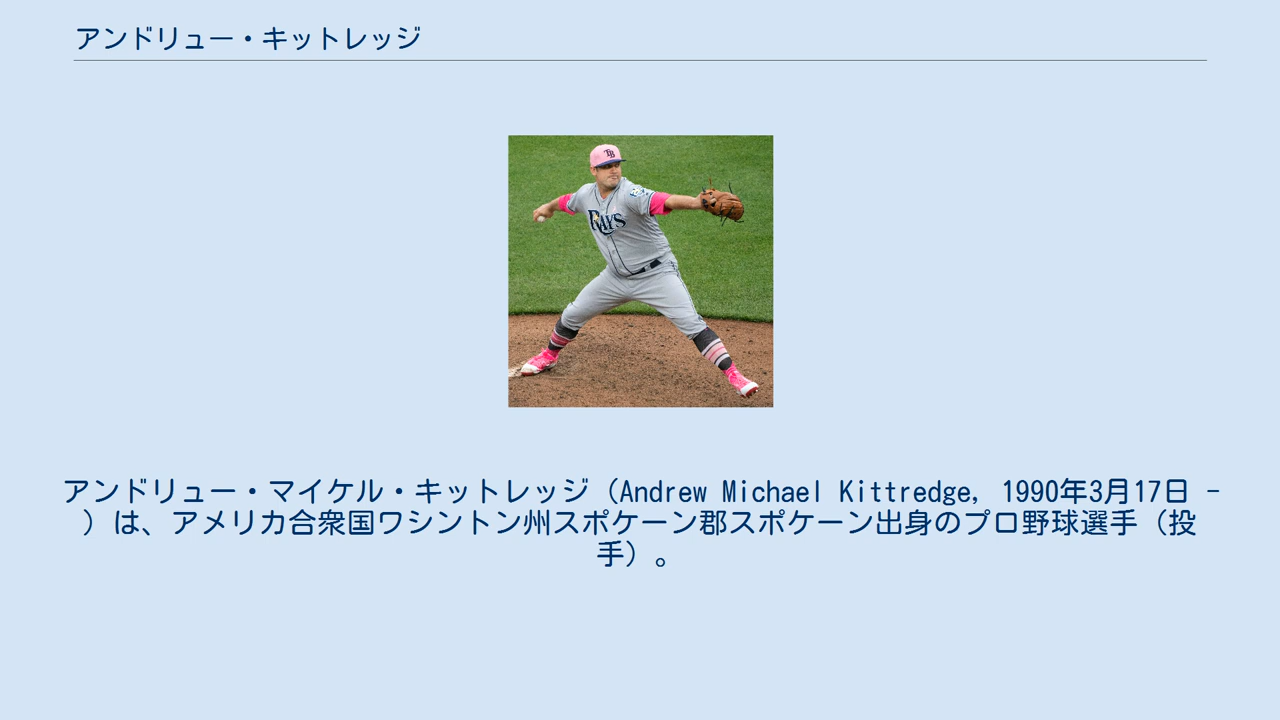 アンドリュー・キットレッジ
TB
RAYS
アンドリュー・マイケル・キットレッジ（Andrew Michael Kittredge, 1990年3月17日 -
）は、アメリカ合衆国ワシントン州スポケーン郡スポケーン出身のプロ野球選手（投
手）。